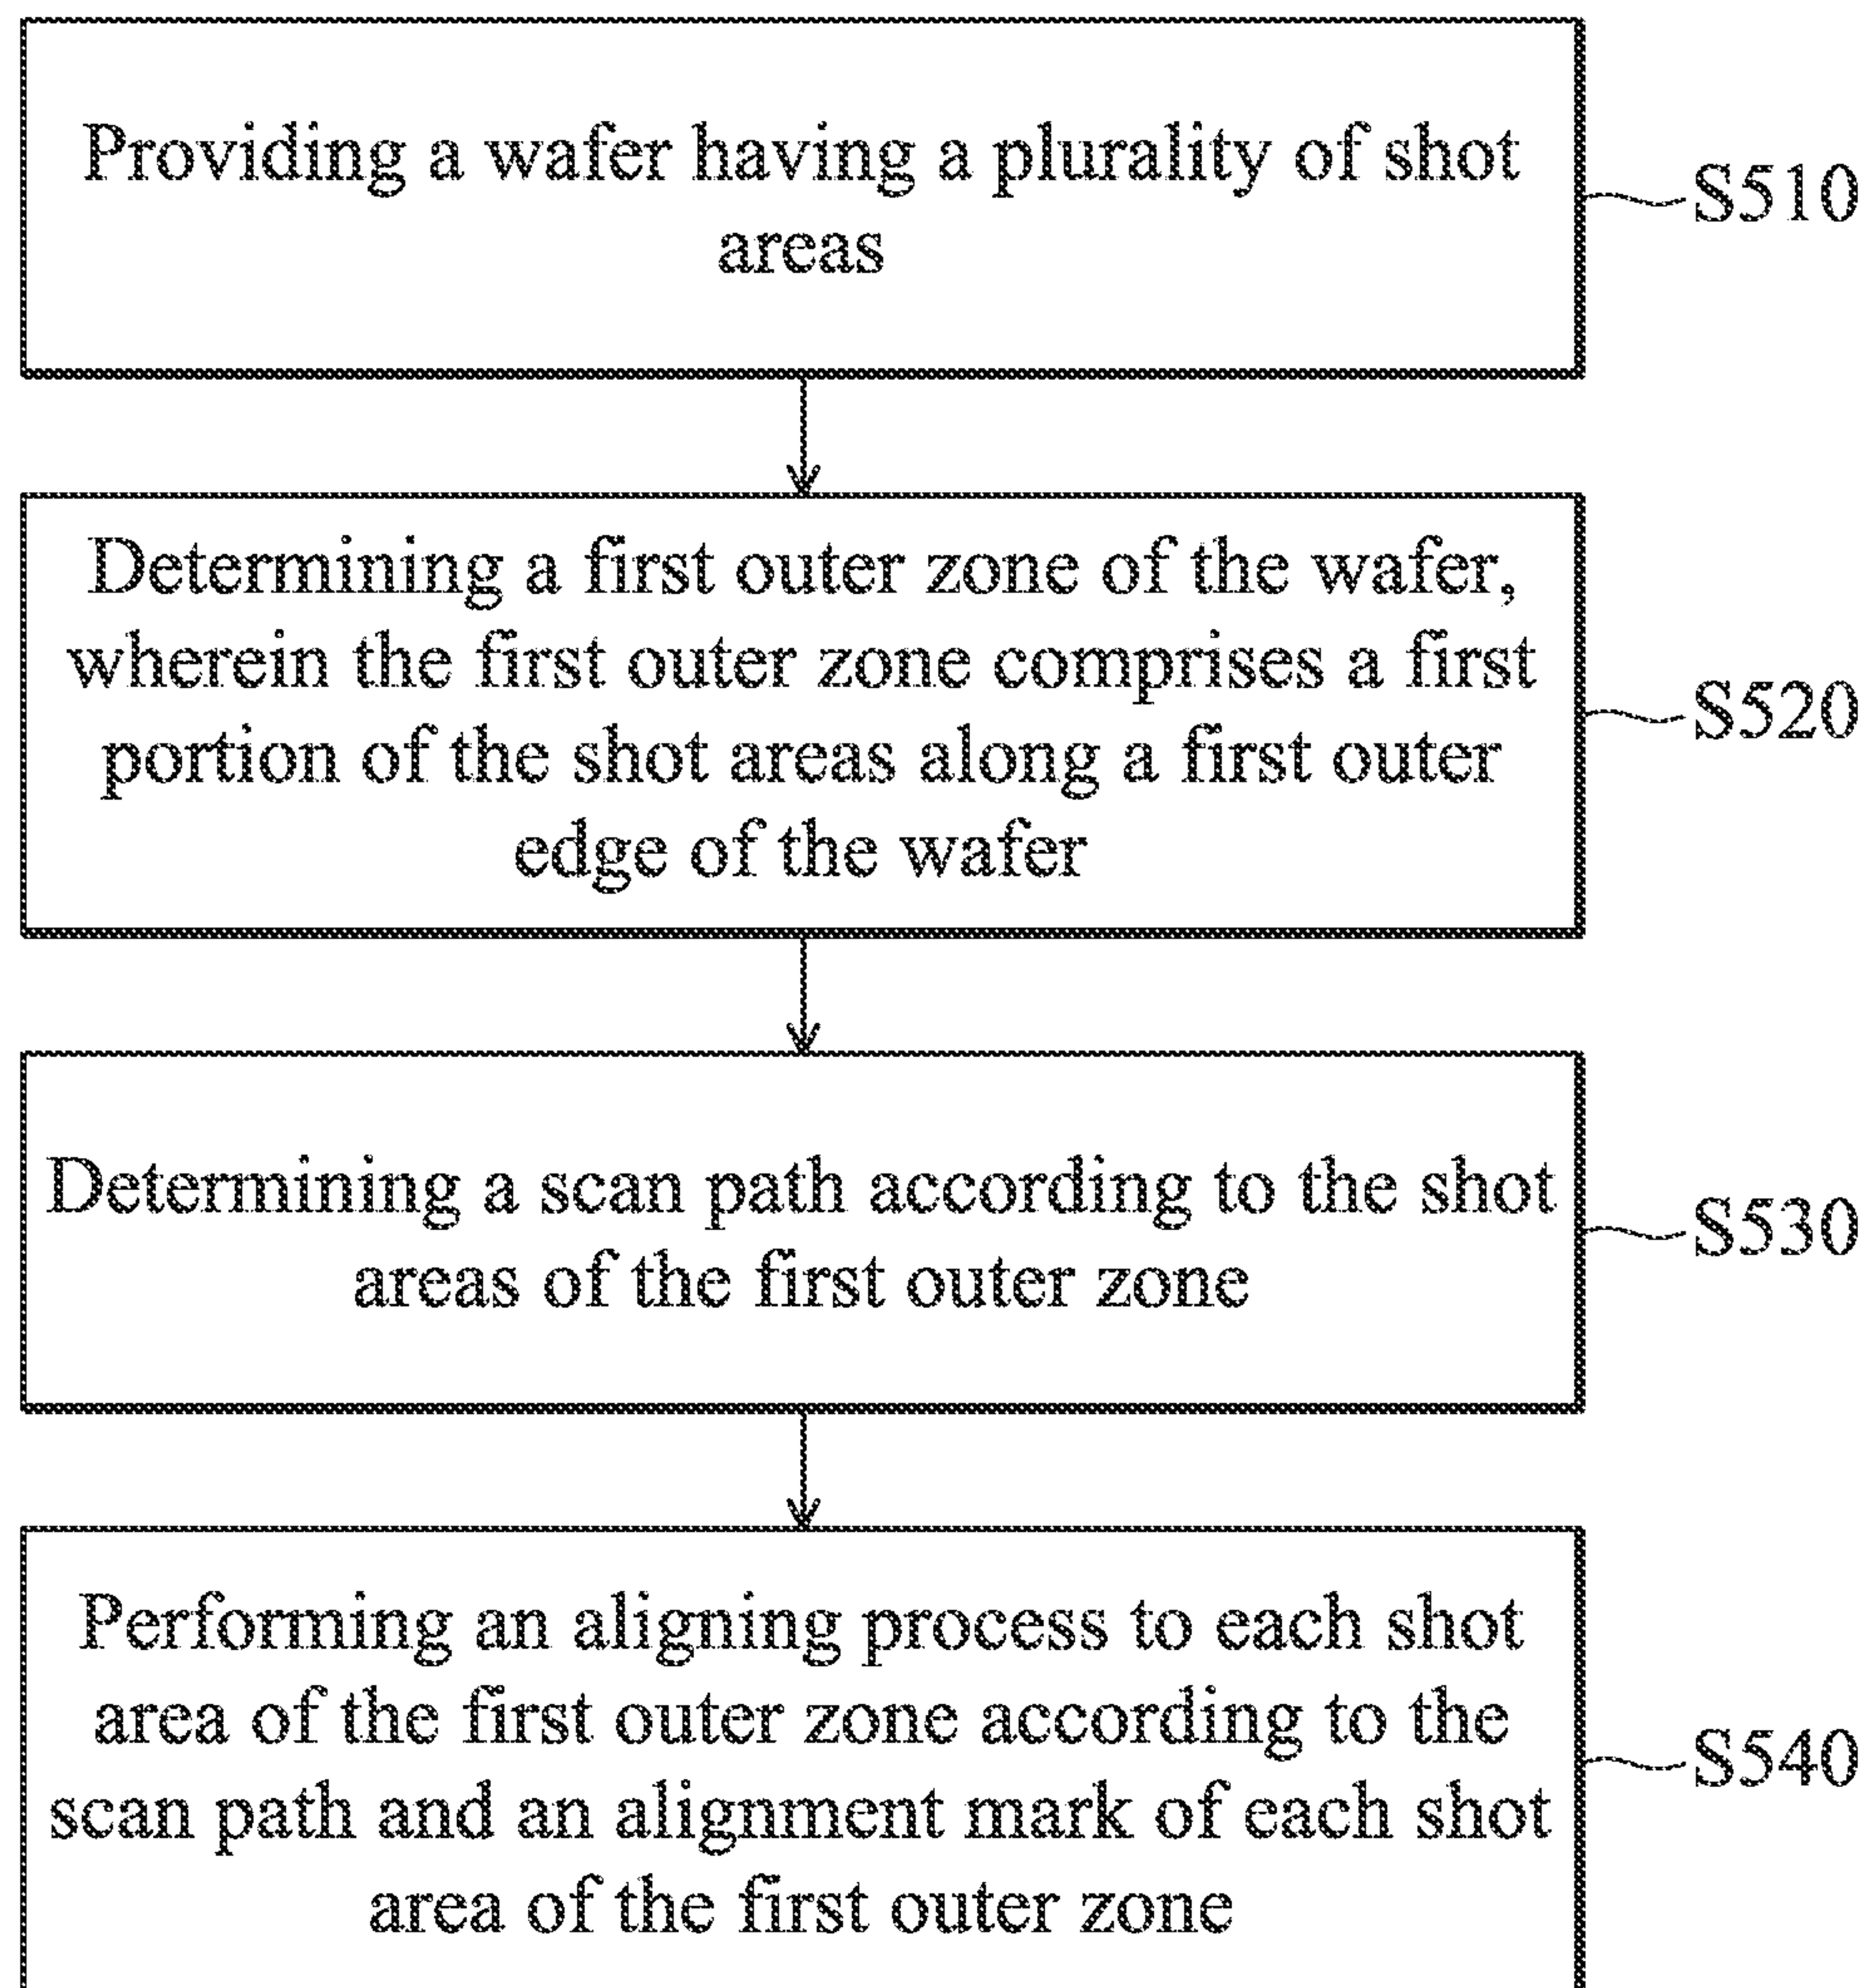 Providing a wafer having a plurality of shot
areas
S510
Determining a first outer zone of the wafer,
wherein the first outer zone comprises a first
portion of the shot areas along a first outer
edge of the wafer
S520
Determining a scan path according to the shot
areas of the first outer zone
S530
Performing an aligning process to each shot
area of the first outer zone according to the
scan path and an alignment mark of each shot
area of the first outer zone
S540